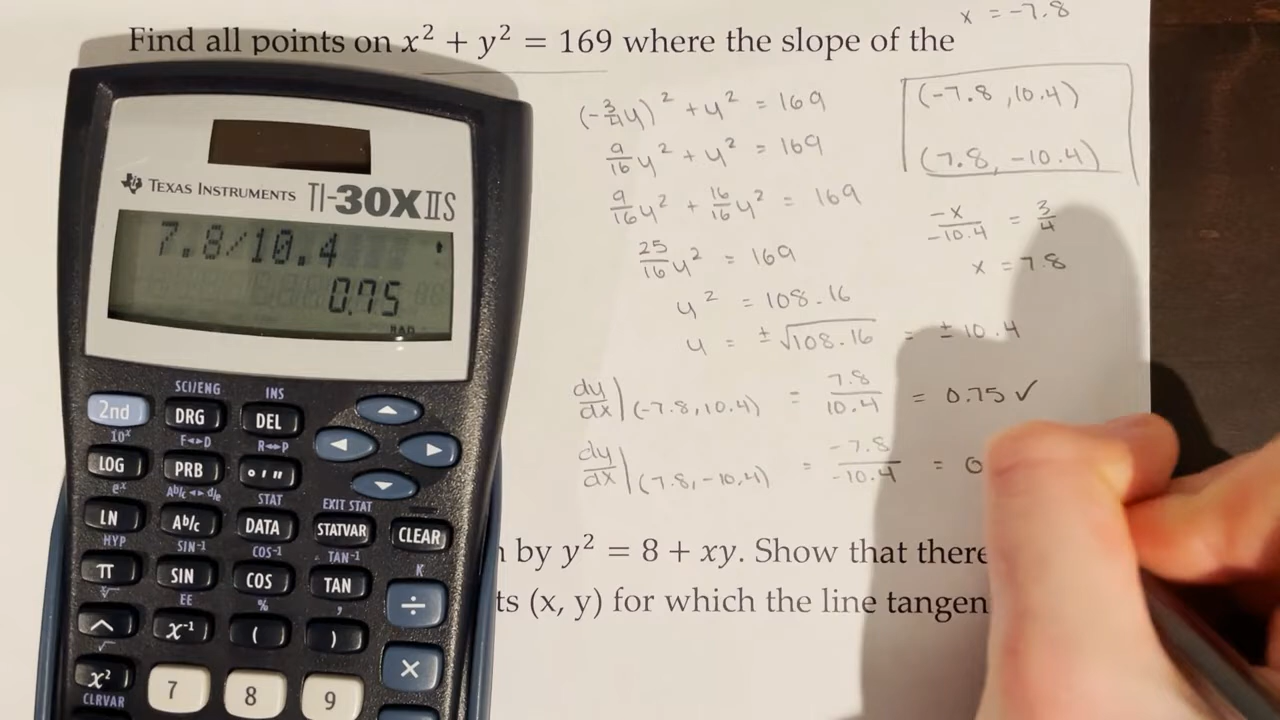 x = -7.8
Find all points on x² + y² = 169 where the slope of the
(-3/4y)² + y² = 169
9/16y² + y² = 169
9/16y² + 16/16y² = 169
25/16y² = 169
y² = 108.16
y = ±√108.16 = ±10.4
dy/dx|(-7.8,10.4) = 7.8/10.4 = 0.75 ✓
dy/dx|(7.8,-10.4) = -7.8/-10.4 = 0
(-7.8,10.4)
(7.8,-10.4)
-x/-10.4 = 3/4
x = 7.8
by y² = 8 + xy. Show that there
(x, y) for which the line tangen
TEXAS INSTRUMENTS TI-30X IIS
7.8/10.4
0.75
RAD
SCI/ENG INS
2nd DRG DEL
10ˣ F◄►D R◄►P
LOG PRB ° ' "
eˣ Ab/c ◄► d/e STAT EXIT STAT
LN Ab/c DATA STATVAR CLEAR
HYP SIN-1 COS-1 TAN-1 K
π SIN COS TAN ÷
EE % ,
^ x-1 ( ) ×
√
x² 7 8 9
CLRVAR